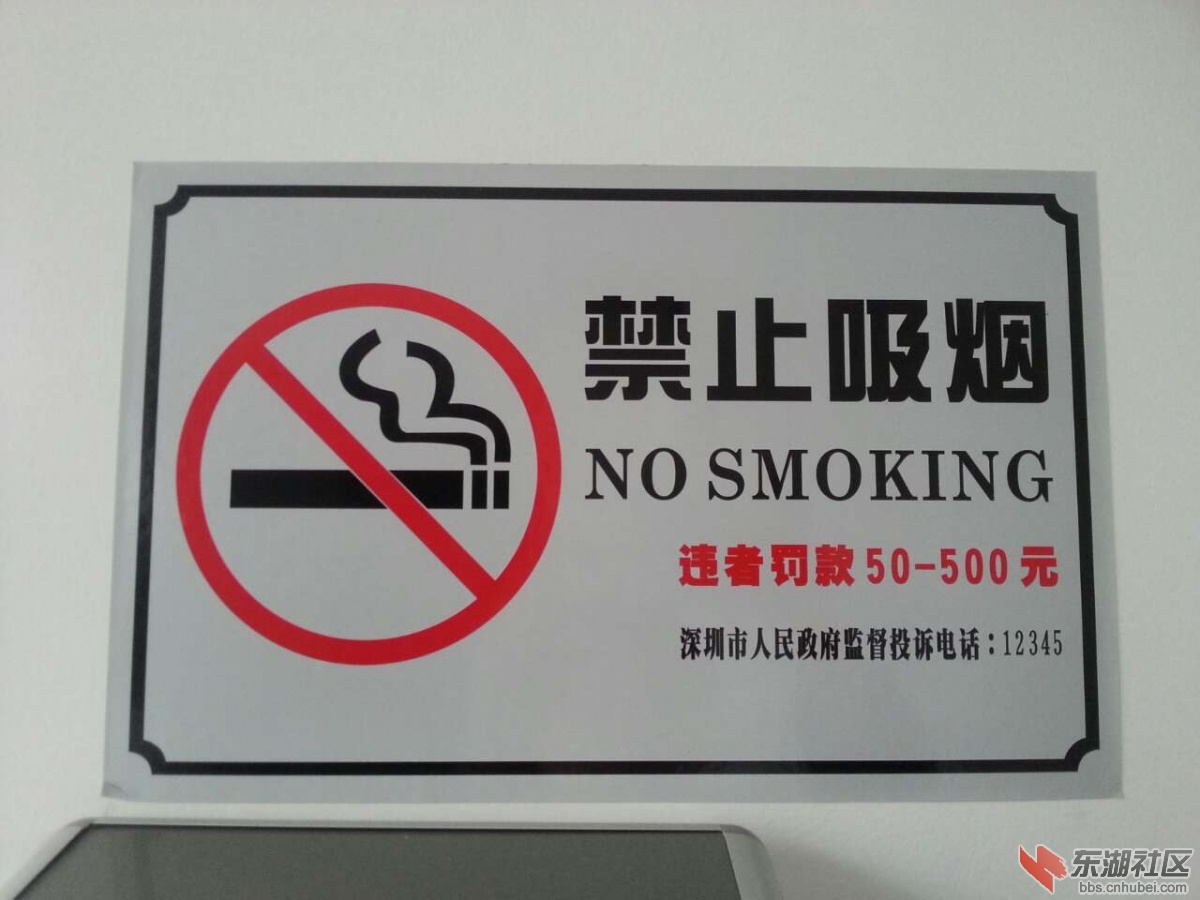 禁止吸烟
NO SMOKING
违者罚款50-500元
深圳市人民政府监督投诉电话：12345
东湖社区
bbs.cnhubei.com